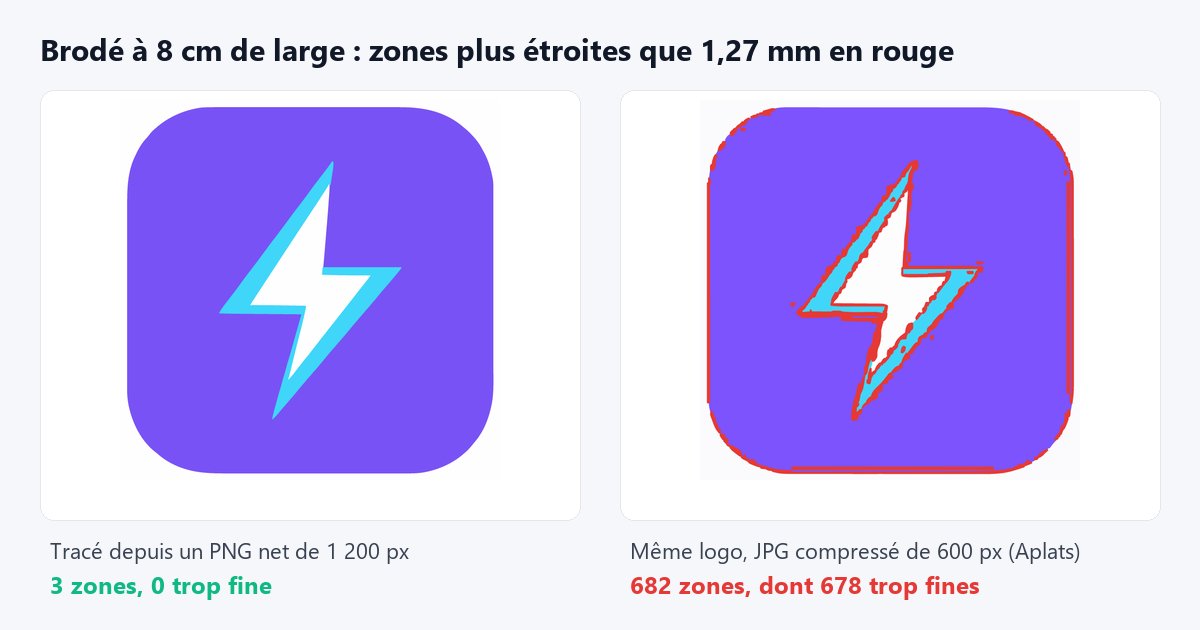 Brodé à 8 cm de large : zones plus étroites que 1,27 mm en rouge
Tracé depuis un PNG net de 1 200 px
3 zones, 0 trop fine
Même logo, JPG compressé de 600 px (Aplats)
682 zones, dont 678 trop fines